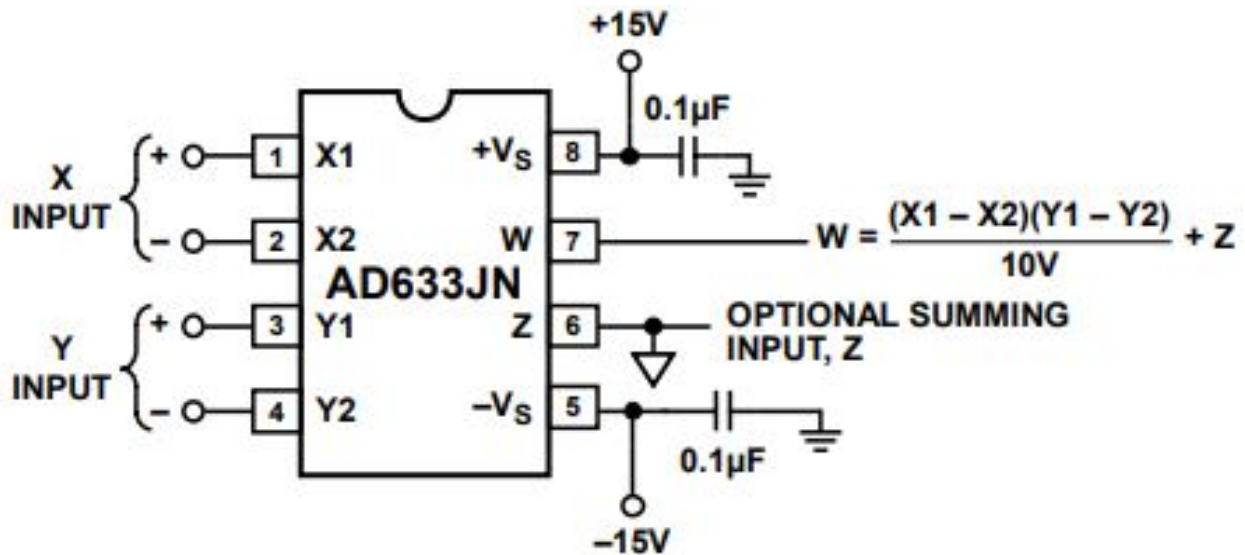 +15V
0.1µF
X
INPUT
+
–
1
X1
2
X2
3
Y1
4
Y2
+VS
8
W
7
Z
6
–VS
5
AD633JN
Y
INPUT
+
–
W = (X1 – X2)(Y1 – Y2)
10V
+ Z
OPTIONAL SUMMING
INPUT, Z
0.1µF
–15V